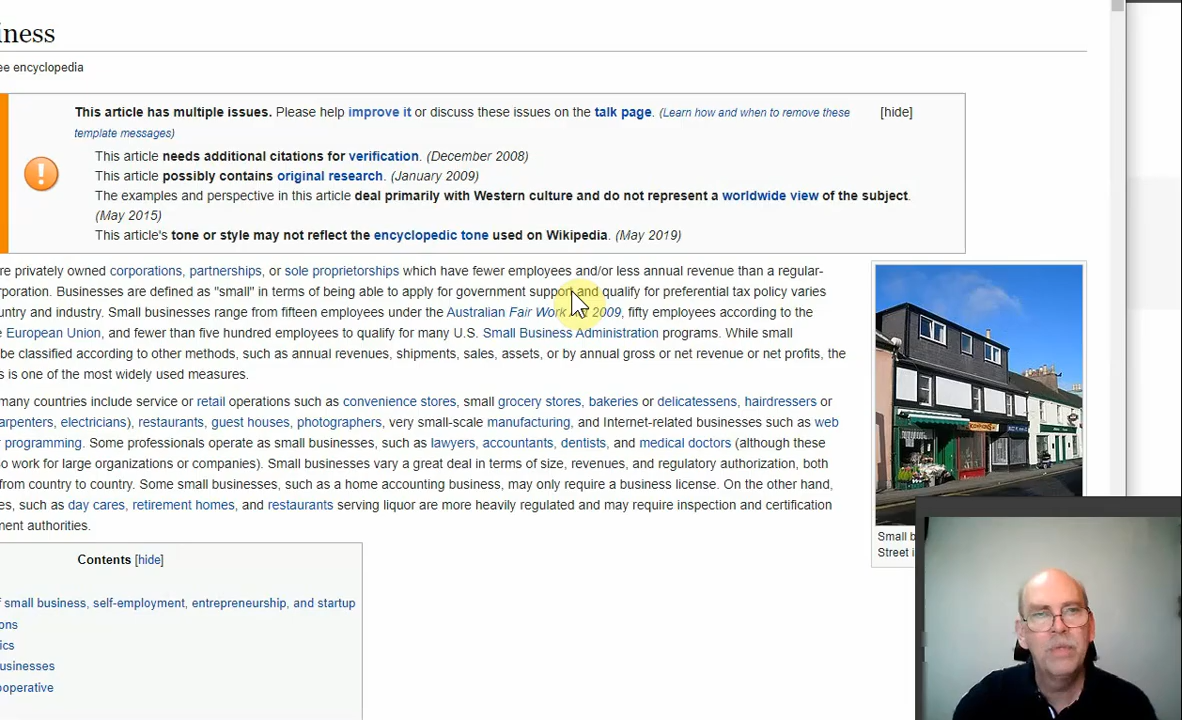 iness
ee encyclopedia
This article has multiple issues. Please help improve it or discuss these issues on the talk page. (Learn how and when to remove these [hide]
template messages)
This article needs additional citations for verification. (December 2008)
This article possibly contains original research. (January 2009)
The examples and perspective in this article deal primarily with Western culture and do not represent a worldwide view of the subject.
(May 2015)
This article's tone or style may not reflect the encyclopedic tone used on Wikipedia. (May 2019)
re privately owned corporations, partnerships, or sole proprietorships which have fewer employees and/or less annual revenue than a regular-
rporation. Businesses are defined as "small" in terms of being able to apply for government support and qualify for preferential tax policy varies
untry and industry. Small businesses range from fifteen employees under the Australian Fair Work 2009, fifty employees according to the
e European Union, and fewer than five hundred employees to qualify for many U.S. Small Business Administration programs. While small
be classified according to other methods, such as annual revenues, shipments, sales, assets, or by annual gross or net revenue or net profits, the
s is one of the most widely used measures.
many countries include service or retail operations such as convenience stores, small grocery stores, bakeries or delicatessens, hairdressers or
arpenters, electricians), restaurants, guest houses, photographers, very small-scale manufacturing, and Internet-related businesses such as web
r programming. Some professionals operate as small businesses, such as lawyers, accountants, dentists, and medical doctors (although these
o work for large organizations or companies). Small businesses vary a great deal in terms of size, revenues, and regulatory authorization, both
from country to country. Some small businesses, such as a home accounting business, may only require a business license. On the other hand,
es, such as day cares, retirement homes, and restaurants serving liquor are more heavily regulated and may require inspection and certification
ment authorities.
Small b
Street i
Contents [hide]
f small business, self-employment, entrepreneurship, and startup
ons
ics
usinesses
ooperative